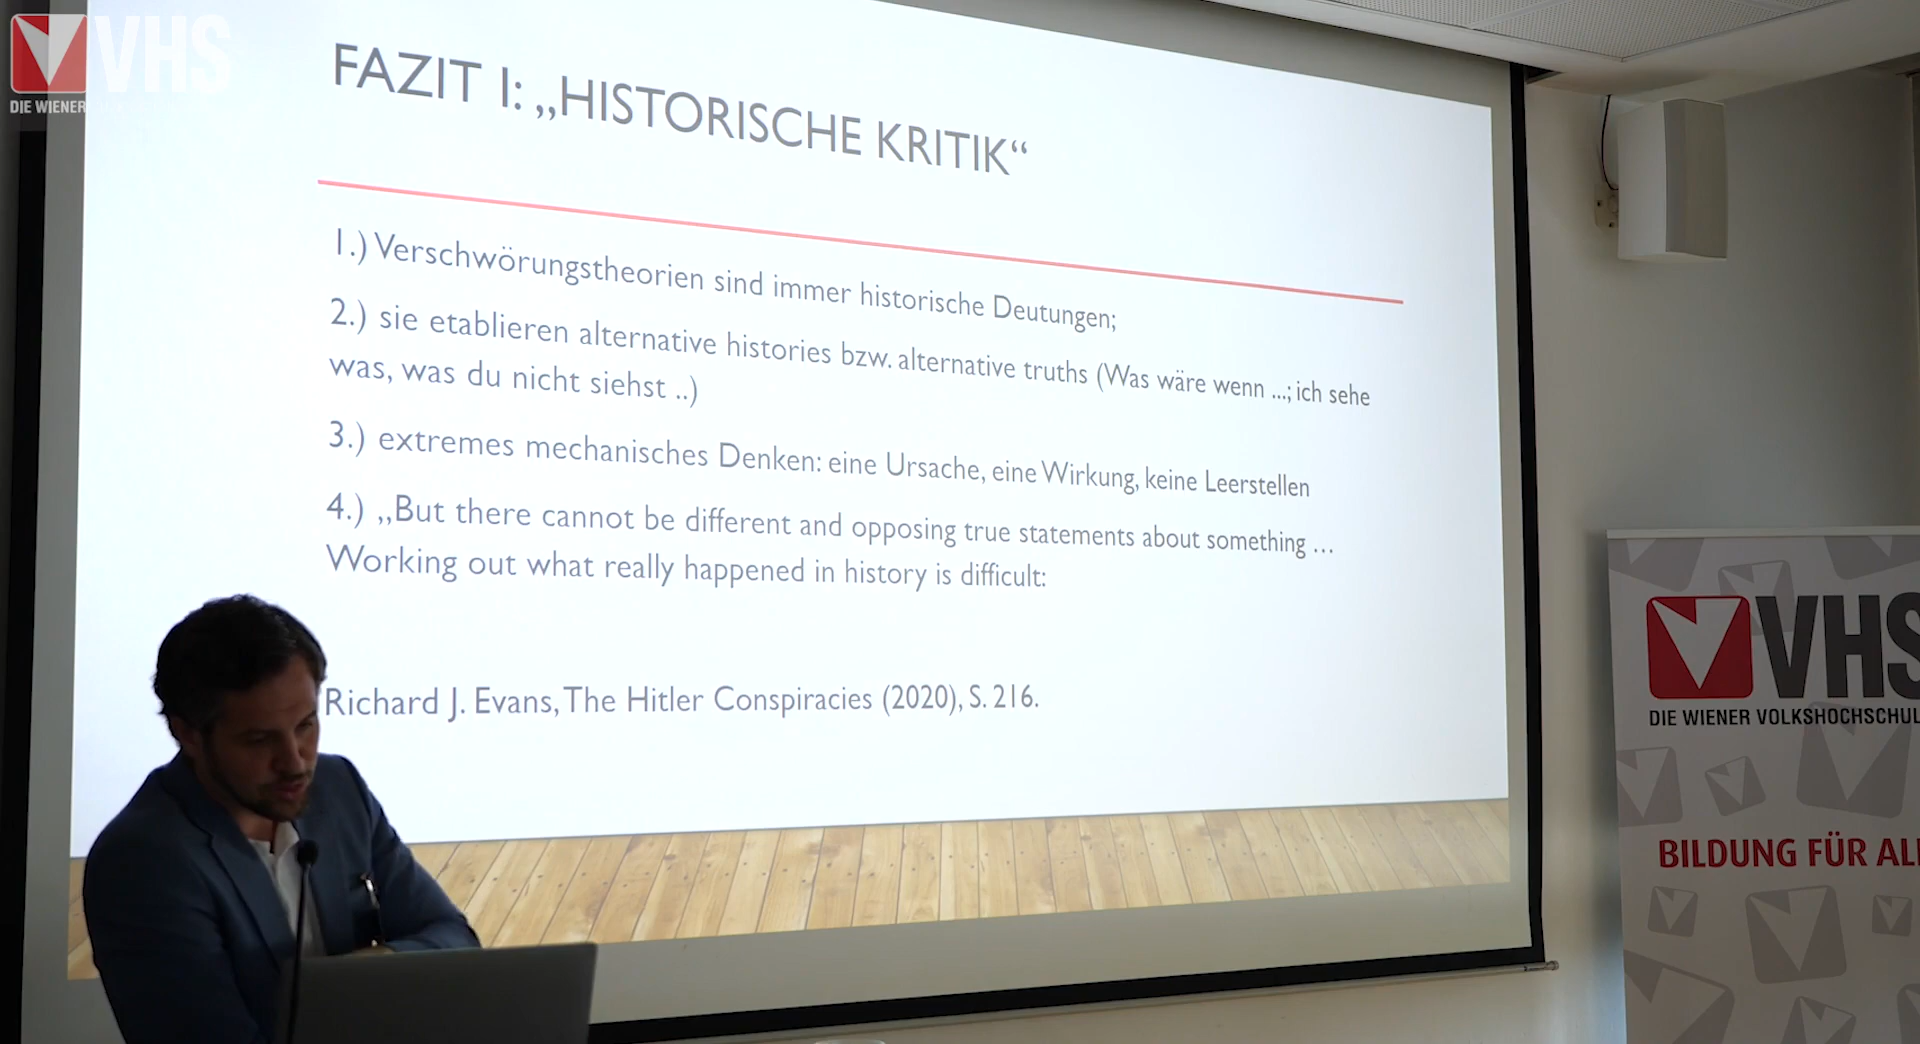 VHS
DIE WIENER
FAZIT I: „HISTORISCHE KRITIK“
1.) Verschwörungstheorien sind immer historische Deutungen;
2.) sie etablieren alternative histories bzw. alternative truths (Was wäre wenn ...; ich sehe
was, was du nicht siehst ..)
3.) extremes mechanisches Denken: eine Ursache, eine Wirkung, keine Leerstellen
4.) „But there cannot be different and opposing true statements about something …
Working out what really happened in history is difficult:
Richard J. Evans, The Hitler Conspiracies (2020), S. 216.
VHS
DIE WIENER VOLKSHOCHSCHUL
BILDUNG FÜR ALL